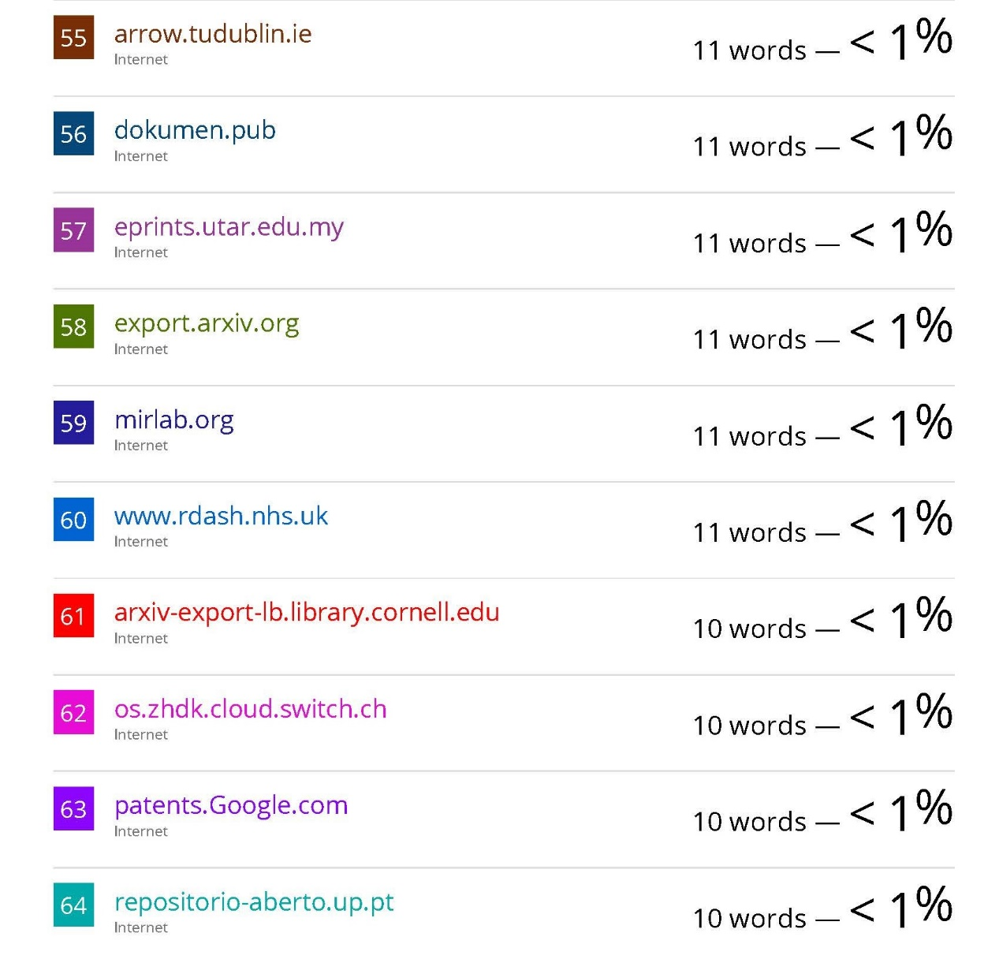 55 arrow.tudublin.ie 11 words — < 1%
Internet
56 dokumen.pub 11 words — < 1%
Internet
57 eprints.utar.edu.my 11 words — < 1%
Internet
58 export.arxiv.org 11 words — < 1%
Internet
59 mirlab.org 11 words — < 1%
Internet
60 www.rdash.nhs.uk 11 words — < 1%
Internet
61 arxiv-export-lb.library.cornell.edu 10 words — < 1%
Internet
62 os.zhdk.cloud.switch.ch 10 words — < 1%
Internet
63 patents.Google.com 10 words — < 1%
Internet
64 repositorio-aberto.up.pt 10 words — < 1%
Internet